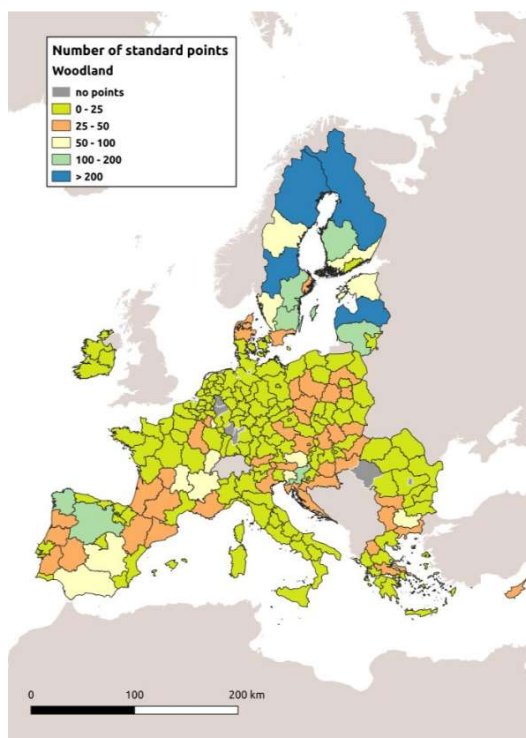 Number of standard points
Woodland
no points
0 - 25
25 - 50
50 - 100
100 - 200
> 200
0 100 200 km